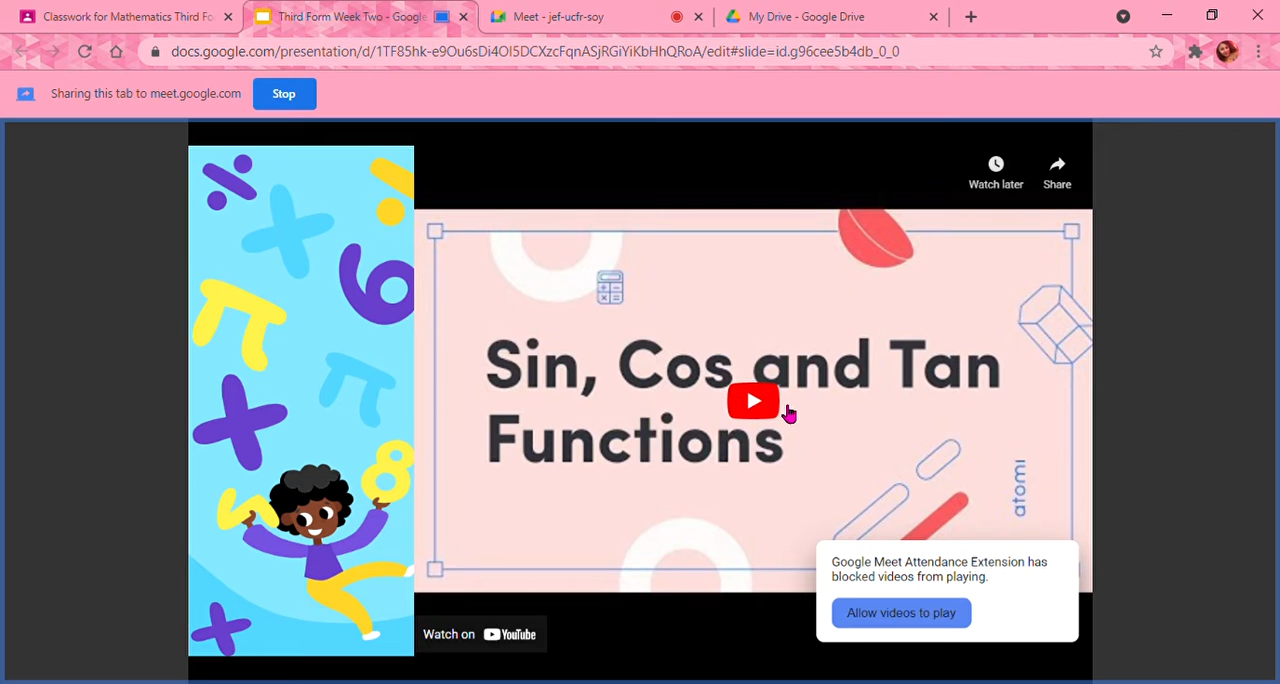 Classwork for Mathematics Third Fo
Third Form Week Two - Google
Meet - jef-ucfr-soy
My Drive - Google Drive
docs.google.com/presentation/d/1TF85hk-e9Ou6sDi4OI5DCXzcFqnASjRGiYiKbHhQRoA/edit#slide=id.g96cee5b4db_0_0
Sharing this tab to meet.google.com
Stop
Watch later
Share
6
π
π
8
5
Sin, Cos and Tan
Functions
atomi
Google Meet Attendance Extension has
blocked videos from playing.
Allow videos to play
Watch on YouTube